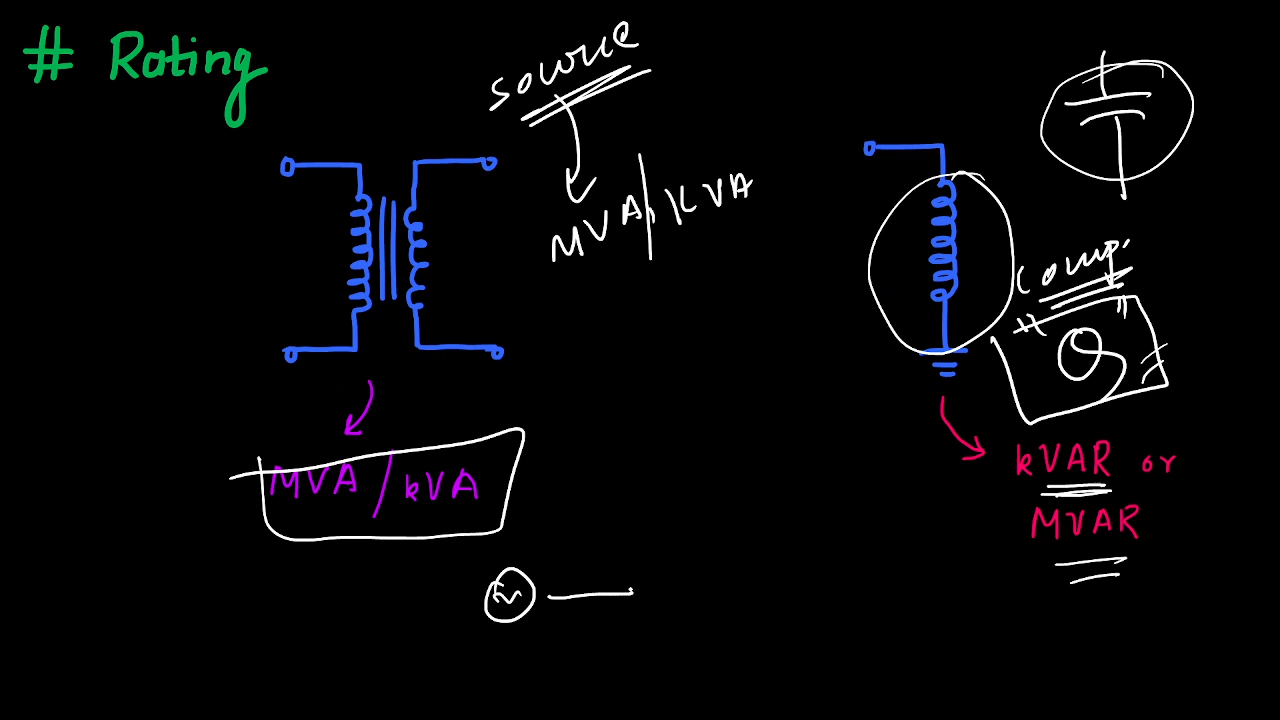 # Rating
source
MVA/kVA
MVA/kVA
Comp.
"Q"
kVAR or
MVAR